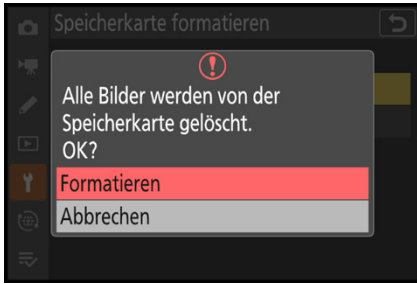 Speicherkarte formatieren
Alle Bilder werden von der
Speicherkarte gelöscht.
OK?
Formatieren
Abbrechen